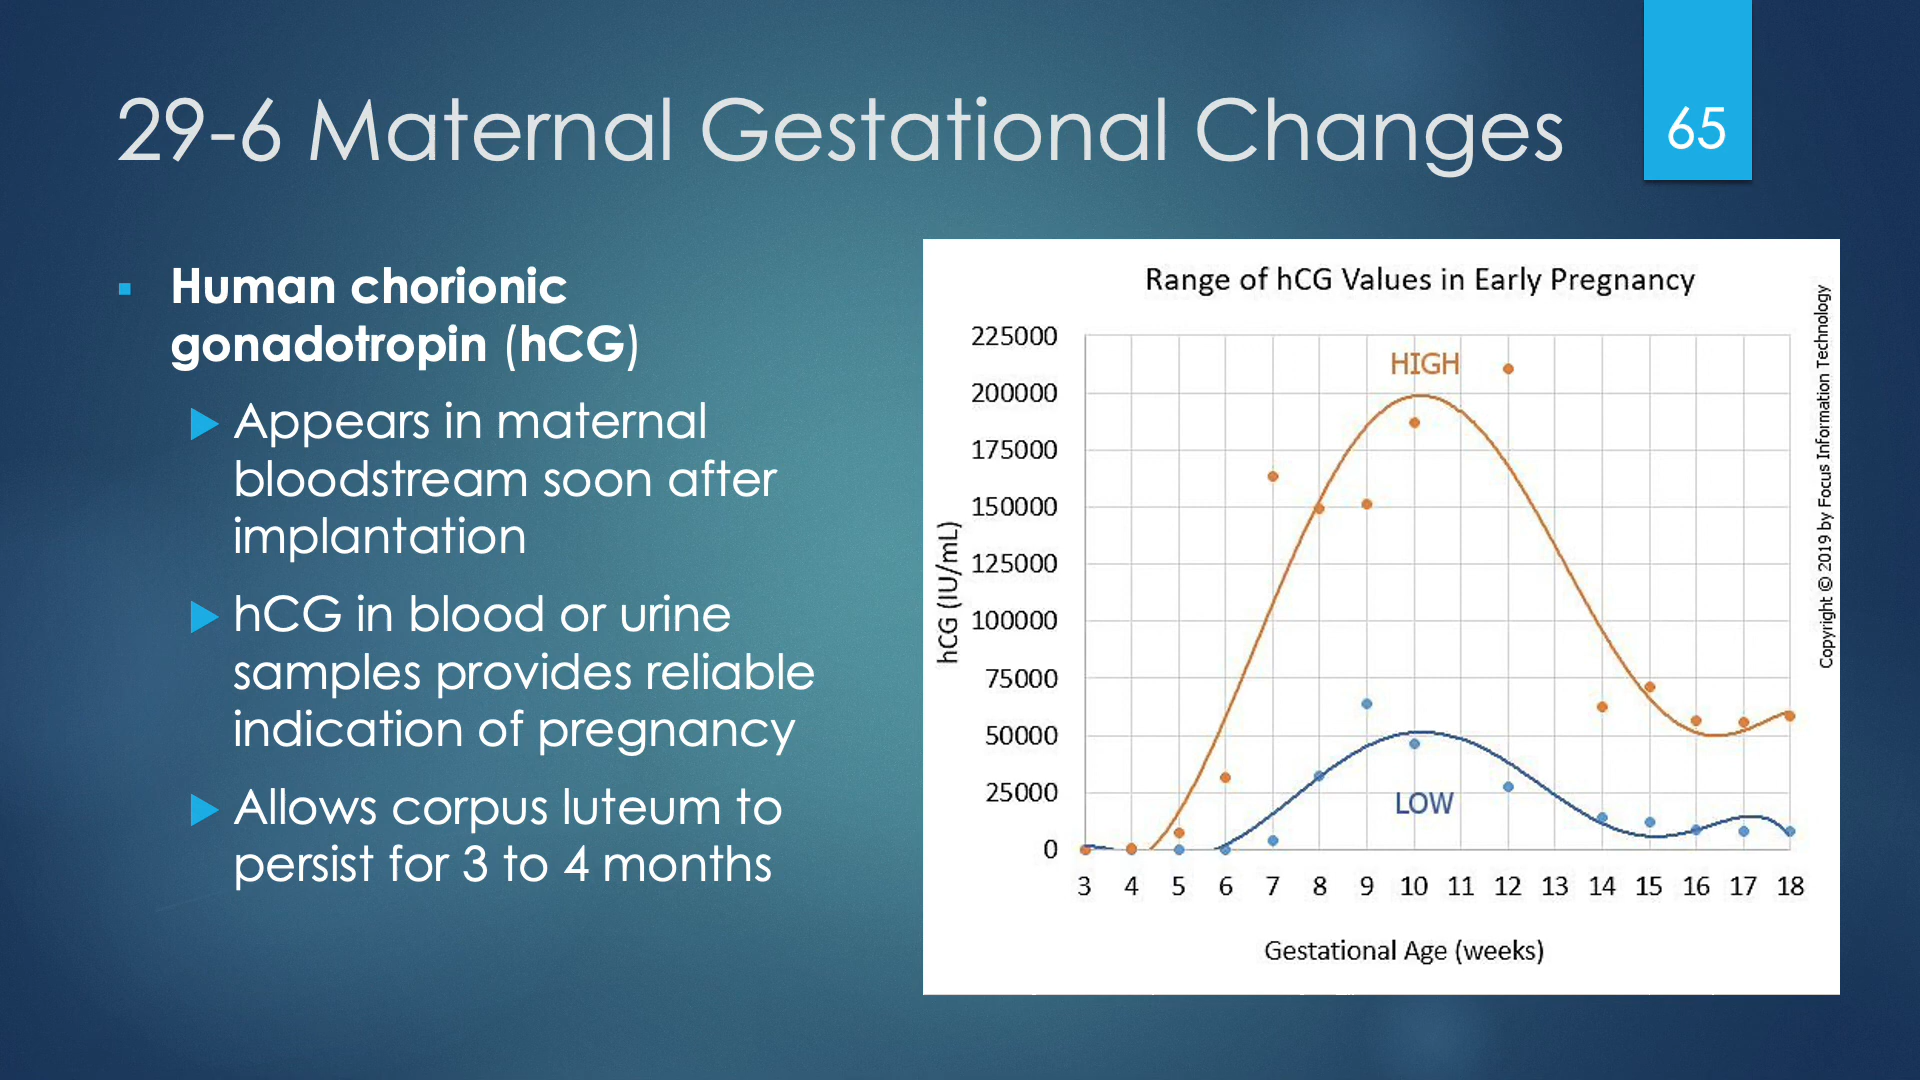 29-6 Maternal Gestational Changes
65
Human chorionic
gonadotropin (hCG)
Appears in maternal
bloodstream soon after
implantation
hCG in blood or urine
samples provides reliable
indication of pregnancy
Allows corpus luteum to
persist for 3 to 4 months
Range of hCG Values in Early Pregnancy
hCG (IU/mL)
225000
200000
175000
150000
125000
100000
75000
50000
25000
0
HIGH
LOW
3 4 5 6 7 8 9 10 11 12 13 14 15 16 17 18
Gestational Age (weeks)
Copyright © 2019 by Focus Information Technology